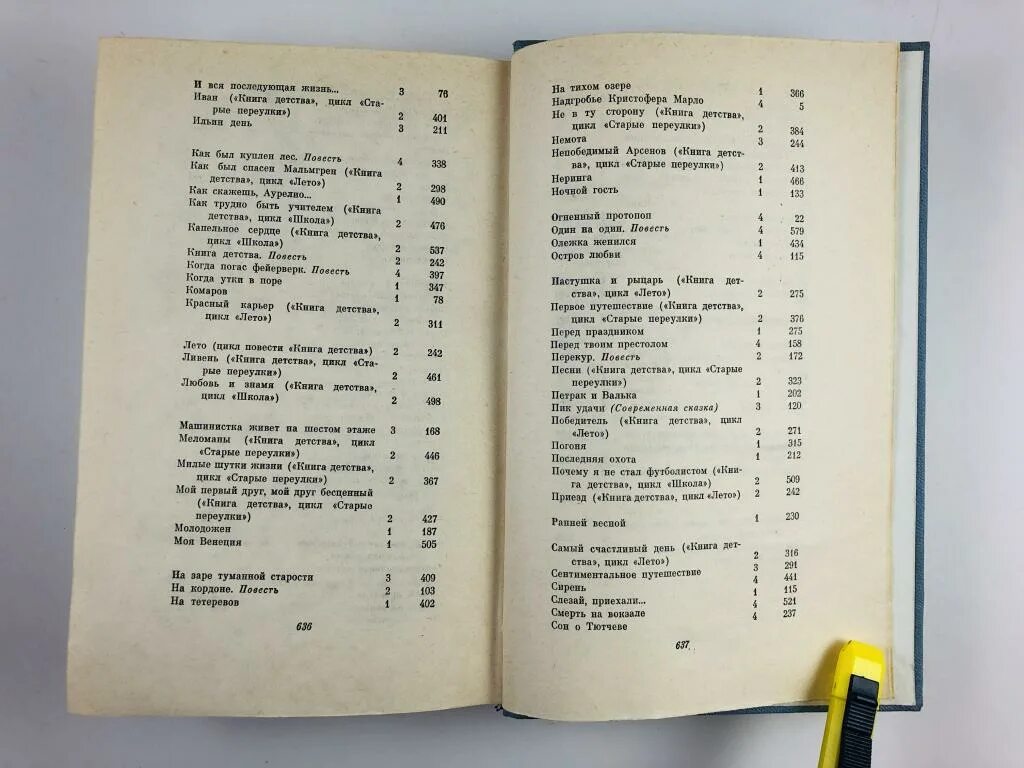 И вся последующая жизнь... 3 76
Иван («Книга детства», цикл «Ста-
рые переулки») 2 401
Ильин день 3 211
Как был куплен лес. Повесть 4 338
Как был спасен Мальмгрен («Книга
детства», цикл «Лето») 2 298
Как скажешь, Аурелио... 1 490
Как трудно быть учителем («Книга
детства», цикл «Школа») 2 476
Капельное сердце («Книга детства»,
цикл «Школа») 2 537
Книга детства. Повесть 2 242
Когда погас фейерверк. Повесть 4 397
Когда утки в поре 1 347
Комаров 1 78
Красный карьер («Книга детства»,
цикл «Лето») 2 311
Лето (цикл повести «Книга детства») 2 242
Ливень («Книга детства», цикл «Ста-
рые переулки») 2 461
Любовь и знамя («Книга детства»,
цикл «Школа») 2 498
Машинистка живет на шестом этаже 3 168
Меломаны («Книга детства», цикл
«Старые переулки») 2 446
Милые шутки жизни («Книга детства»,
цикл «Старые переулки») 2 367
Мой первый друг, мой друг бесценный
(«Книга детства», цикл «Старые
переулки») 2 427
Молодожен 1 187
Моя Венеция 1 505
На заре туманной старости 3 409
На кордоне. Повесть 2 103
На тетеревов 1 402
636
На тихом озере 1 366
Надгробье Кристофера Марло 4 5
Не в ту сторону («Книга детства»,
цикл «Старые переулки») 2 384
Немота 3 244
Непобедимый Арсенов («Книга детст-
ва», цикл «Старые переулки») 2 413
Неринга 1 466
Ночной гость 1 133
Огненный протопоп 4 22
Один на один. Повесть 4 579
Олежка женился 1 434
Остров любви 4 115
Пастушка и рыцарь («Книга дет-
ства», цикл «Лето») 2 275
Первое путешествие («Книга детства»,
цикл «Старые переулки») 2 376
Перед праздником 1 275
Перед твоим престолом 4 158
Перекур. Повесть 2 172
Песни («Книга детства», цикл «Старые
переулки») 2 323
Петрак и Валька 1 202
Пик удачи (Современная сказка) 3 120
Победитель («Книга детства», цикл
«Лето») 2 271
Погоня 1 315
Последняя охота 1 212
Почему я не стал футболистом («Кни-
га детства», цикл «Школа») 2 509
Приезд («Книга детства», цикл «Лето») 2 242
Ранней весной 1 230
Самый счастливый день («Книга дет-
ства», цикл «Лето») 2 316
Сентиментальное путешествие 3 291
Сирень 4 441
Слезай, приехали... 1 115
Смерть на вокзале 4 521
Сон о Тютчеве 4 237
637